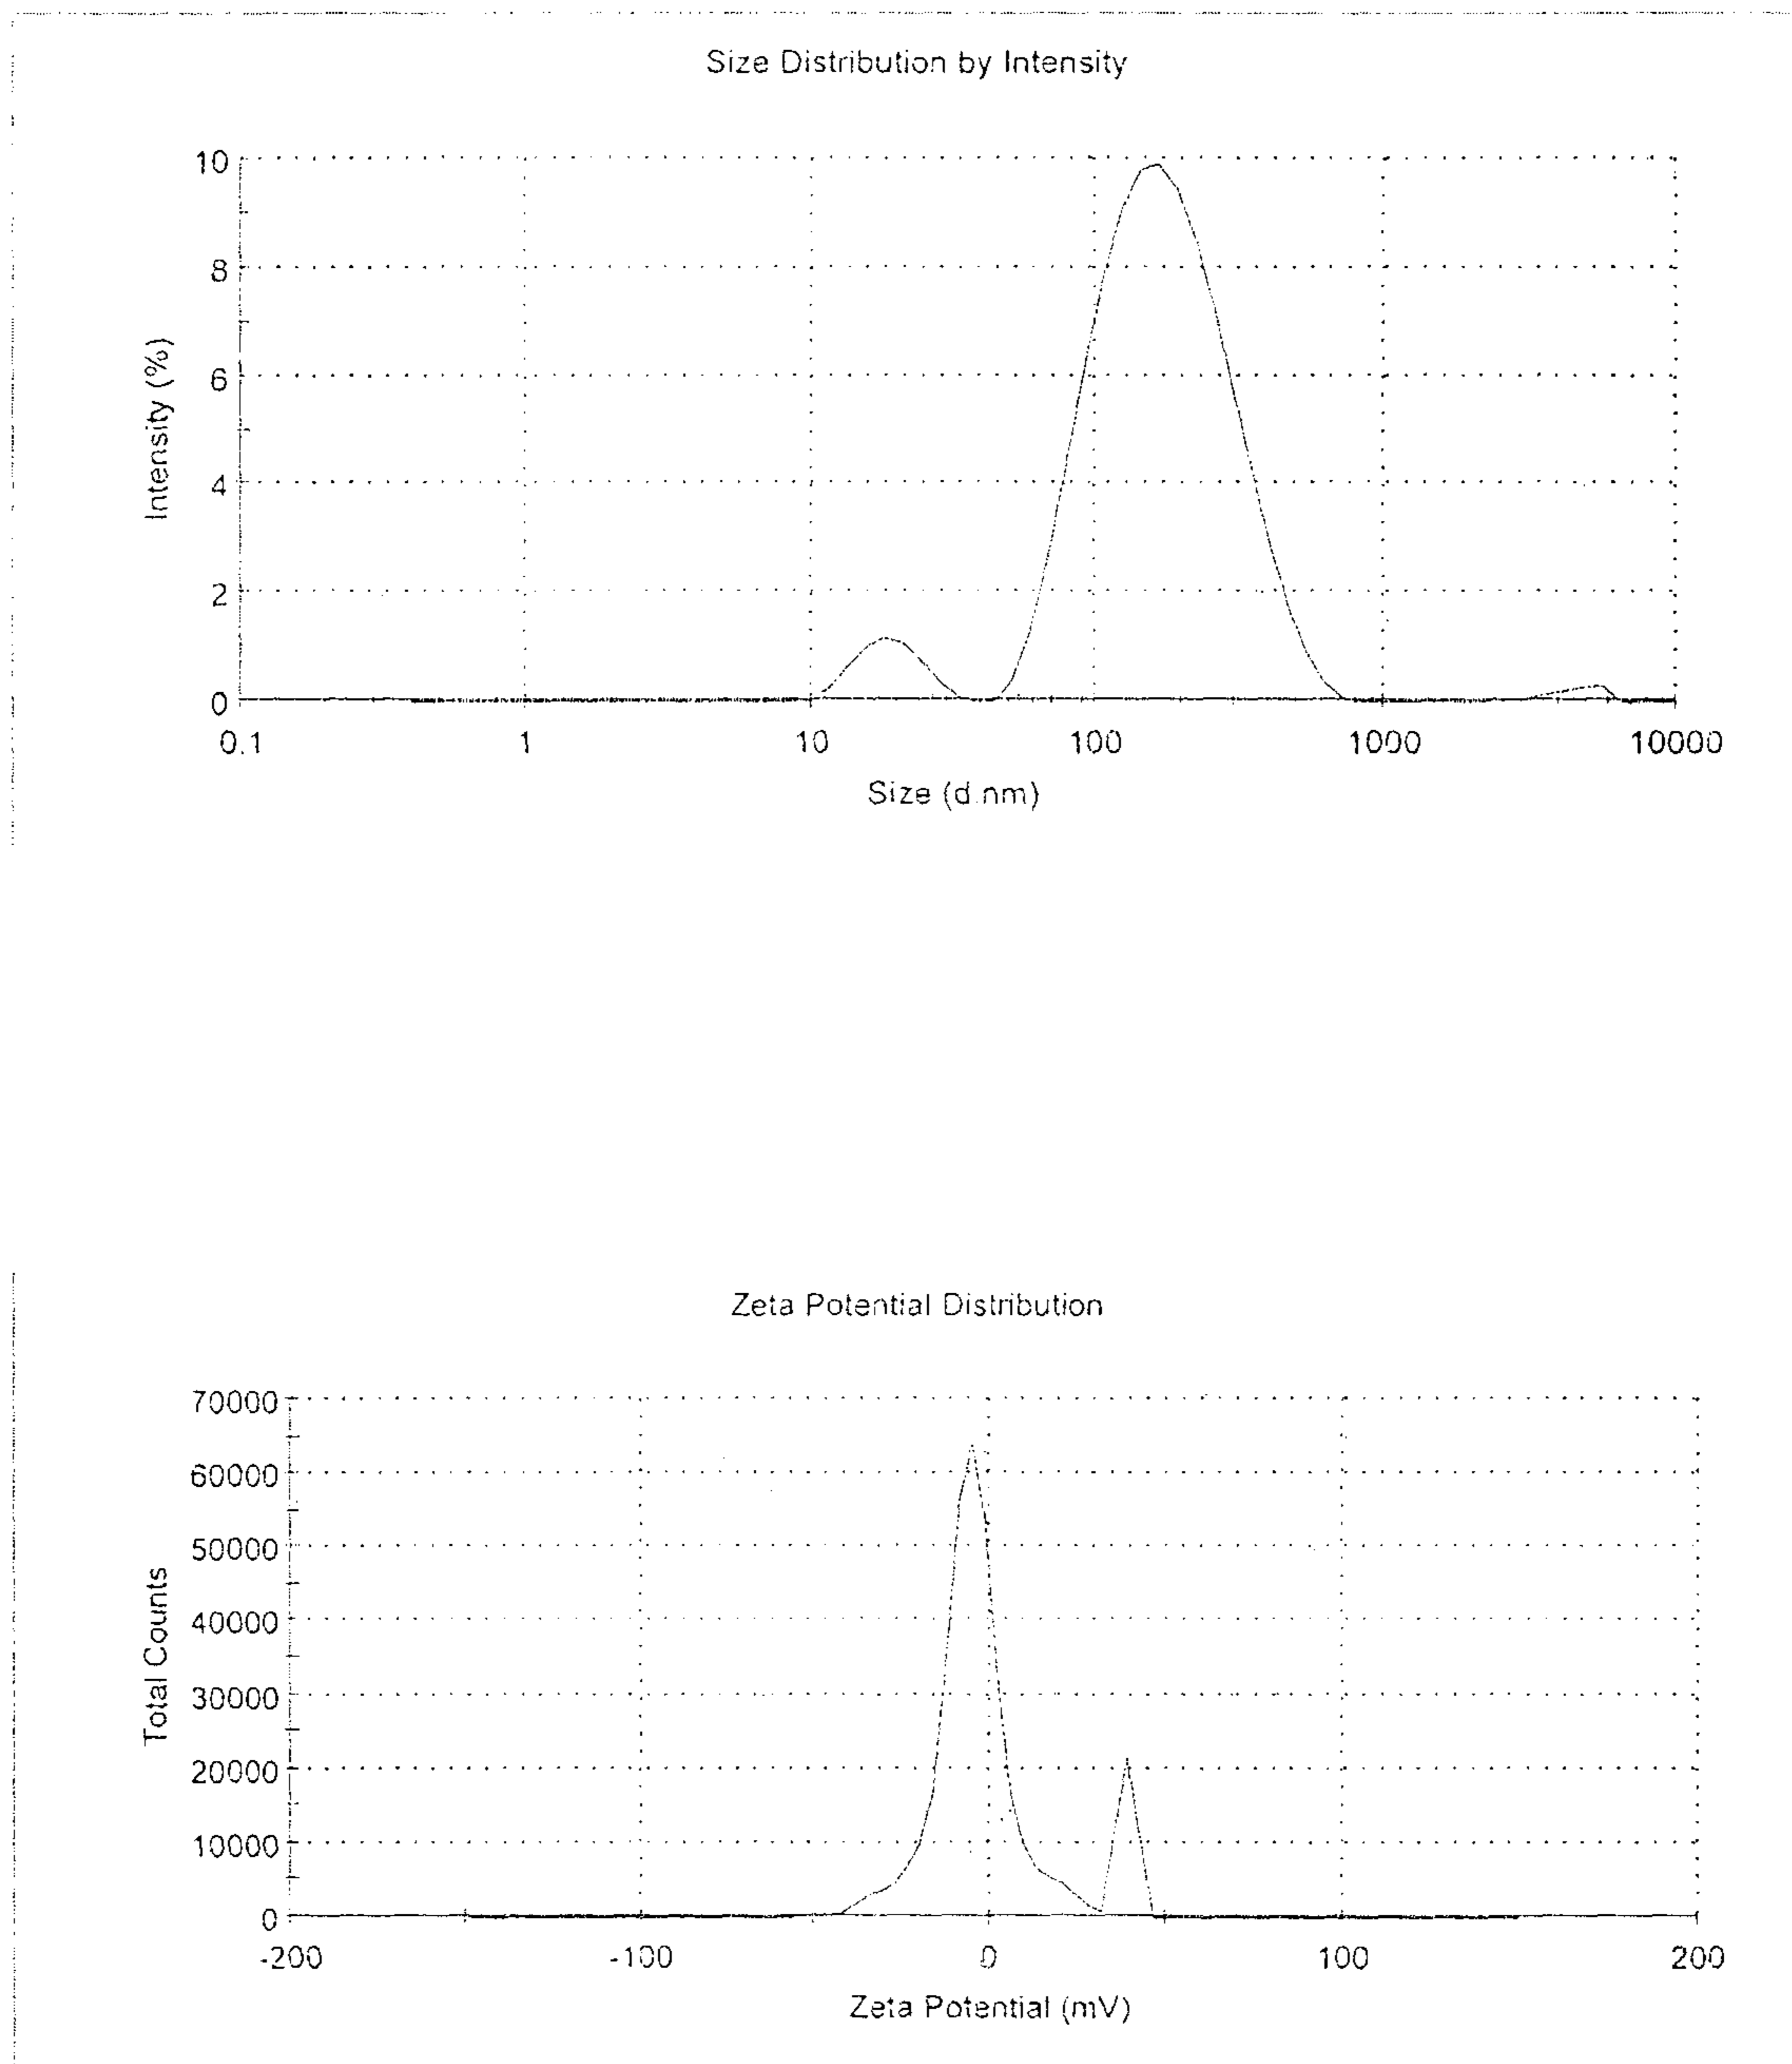 Size Distribution by Intensity
10
8
6
4
2
0
Intensity (%)
0.1 1 10 100 1000 10000
Size (d.nm)
Zeta Potential Distribution
70000
60000
50000
40000
30000
20000
10000
0
Total Counts
-200 -100 0 100 200
Zeta Potential (mV)